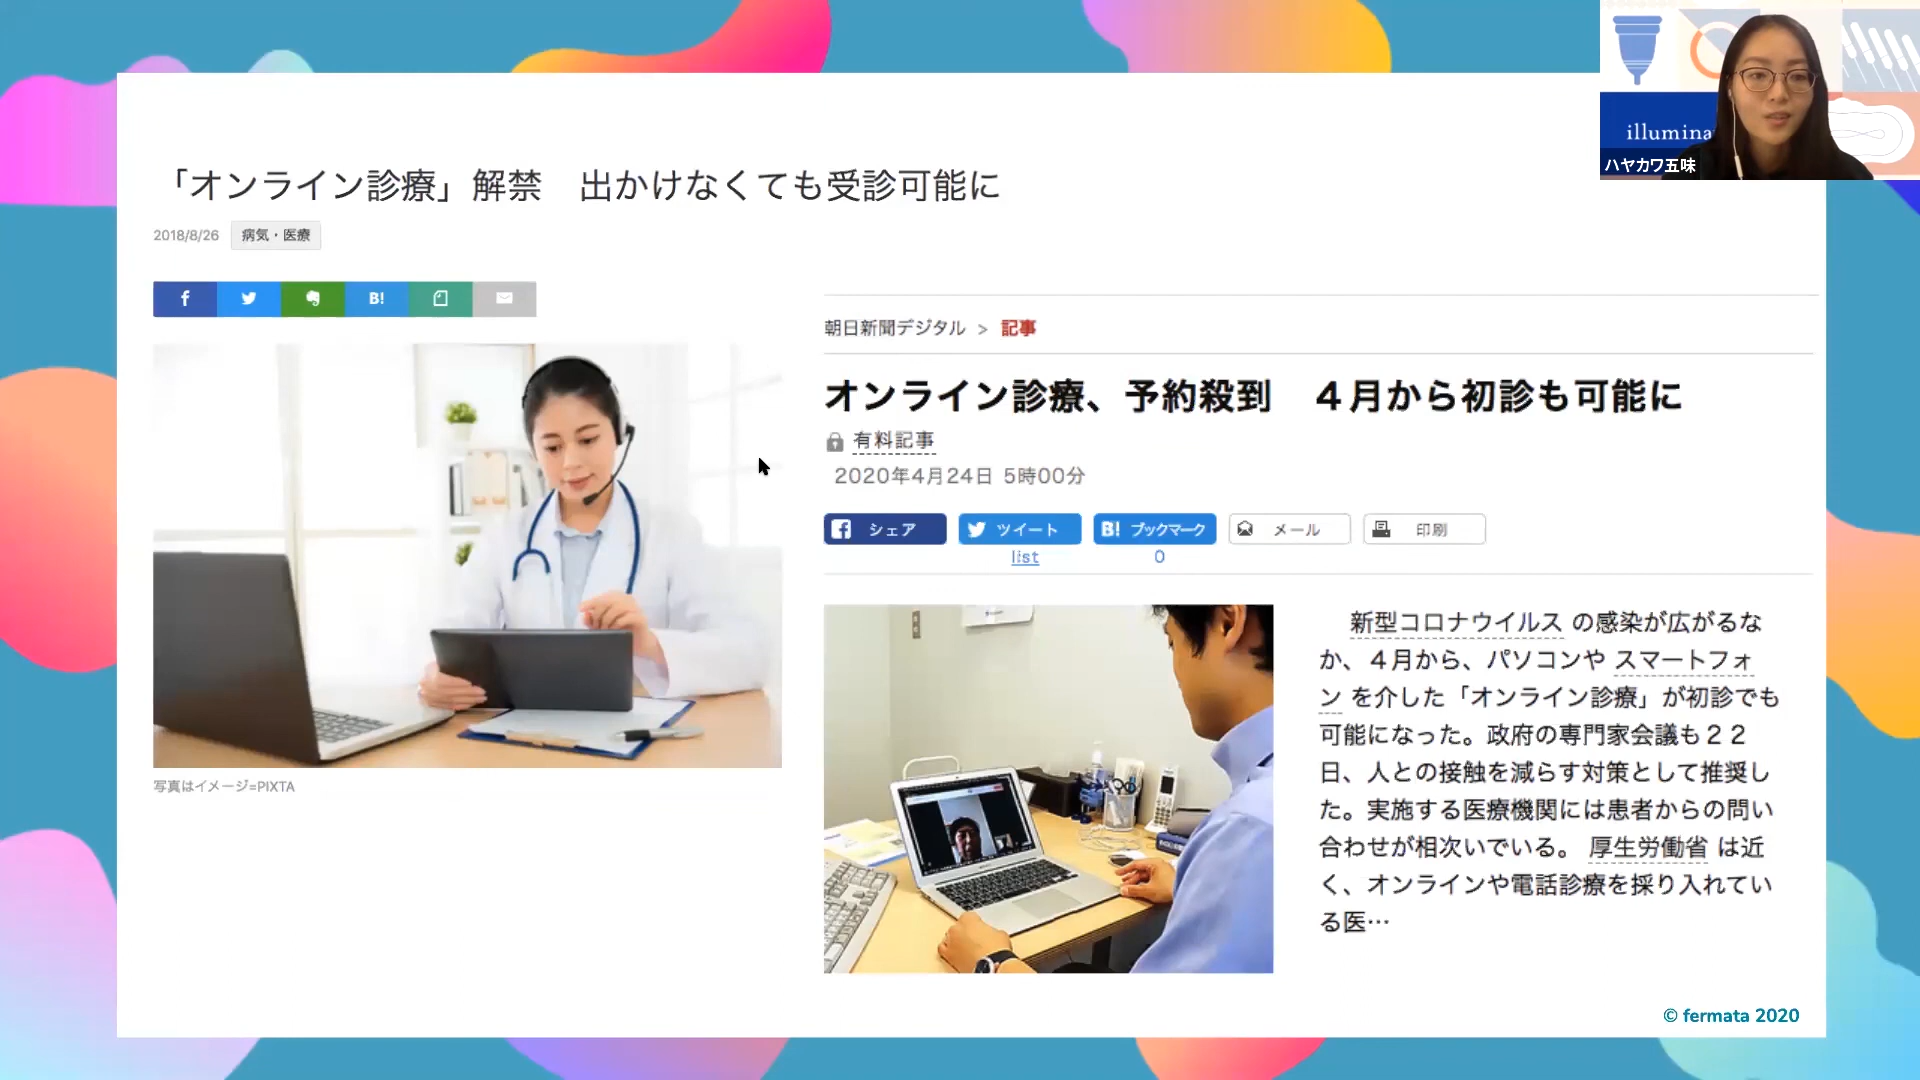 「オンライン診療」解禁　出かけなくても受診可能に
2018/8/26 病気・医療
B!
写真はイメージ=PIXTA
朝日新聞デジタル > 記事
オンライン診療、予約殺到　４月から初診も可能に
有料記事
2020年4月24日 5時00分
シェア ツイート B! ブックマーク メール 印刷
list 0
新型コロナウイルス の感染が広がるな
か、４月から、パソコンや スマートフォ
ン を介した「オンライン診療」が初診でも
可能になった。政府の専門家会議も２２
日、人との接触を減らす対策として推奨し
た。実施する医療機関には患者からの問い
合わせが相次いでいる。 厚生労働省 は近
く、オンラインや電話診療を採り入れてい
る医…
© fermata 2020
illumina
ハヤカワ五味